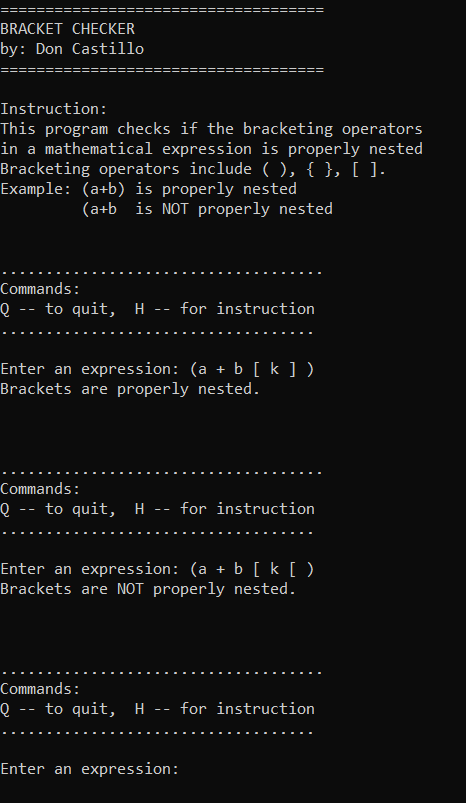 ====================================
BRACKET CHECKER
by: Don Castillo
====================================
Instruction:
This program checks if the bracketing operators
in a mathematical expression is properly nested
Bracketing operators include ( ), { }, [ ].
Example: (a+b) is properly nested
         (a+b  is NOT properly nested
....................................
Commands:
Q -- to quit,  H -- for instruction
...................................
Enter an expression: (a + b [ k ] )
Brackets are properly nested.
....................................
Commands:
Q -- to quit,  H -- for instruction
...................................
Enter an expression: (a + b [ k [ )
Brackets are NOT properly nested.
....................................
Commands:
Q -- to quit,  H -- for instruction
...................................
Enter an expression: